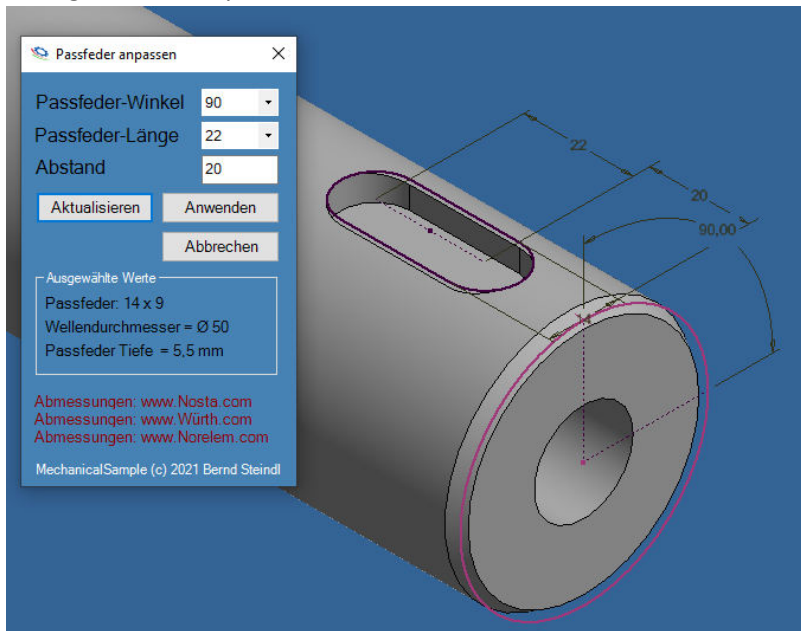 Passfeder anpassen
Passfeder-Winkel 90
Passfeder-Länge 22
Abstand 20
Aktualisieren Anwenden
Abbrechen
Ausgewählte Werte
Passfeder: 14 x 9
Wellendurchmesser = Ø 50
Passfeder Tiefe = 5,5 mm
Abmessungen: www.Nosta.com
Abmessungen: www.Würth.com
Abmessungen: www.Norelem.com
MechanicalSample (c) 2021 Bernd Steindl
22
20
90,00